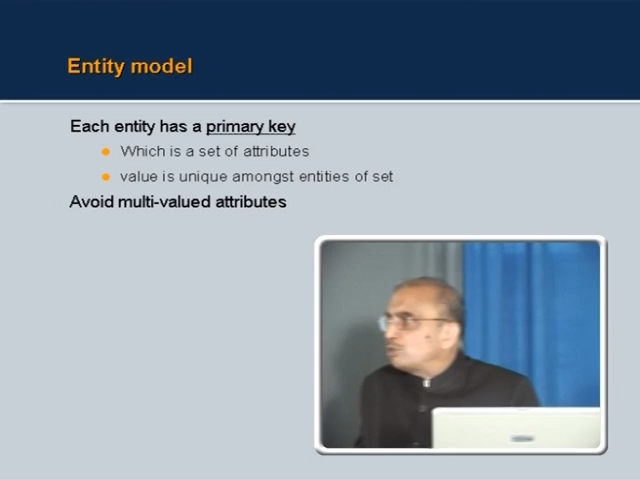 Entity model
Each entity has a primary key
Which is a set of attributes
value is unique amongst entities of set
Avoid multi-valued attributes